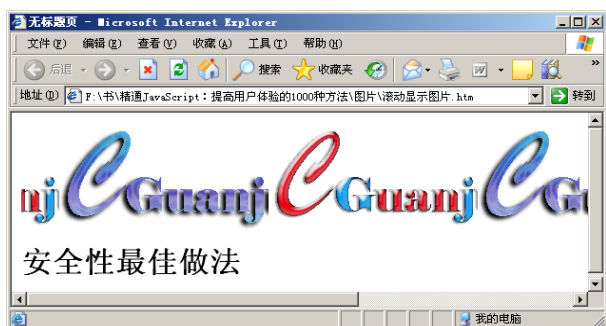 无标题页 - Microsoft Internet Explorer
文件(F) 编辑(E) 查看(V) 收藏(A) 工具(T) 帮助(H)
后退 搜索 收藏夹 »
地址(D) F:\书\精通JavaScript：提高用户体验的1000种方法\图片\滚动显示图片.htm 转到
nj CGuanj CGuanj CGu
安全性最佳做法
我的电脑